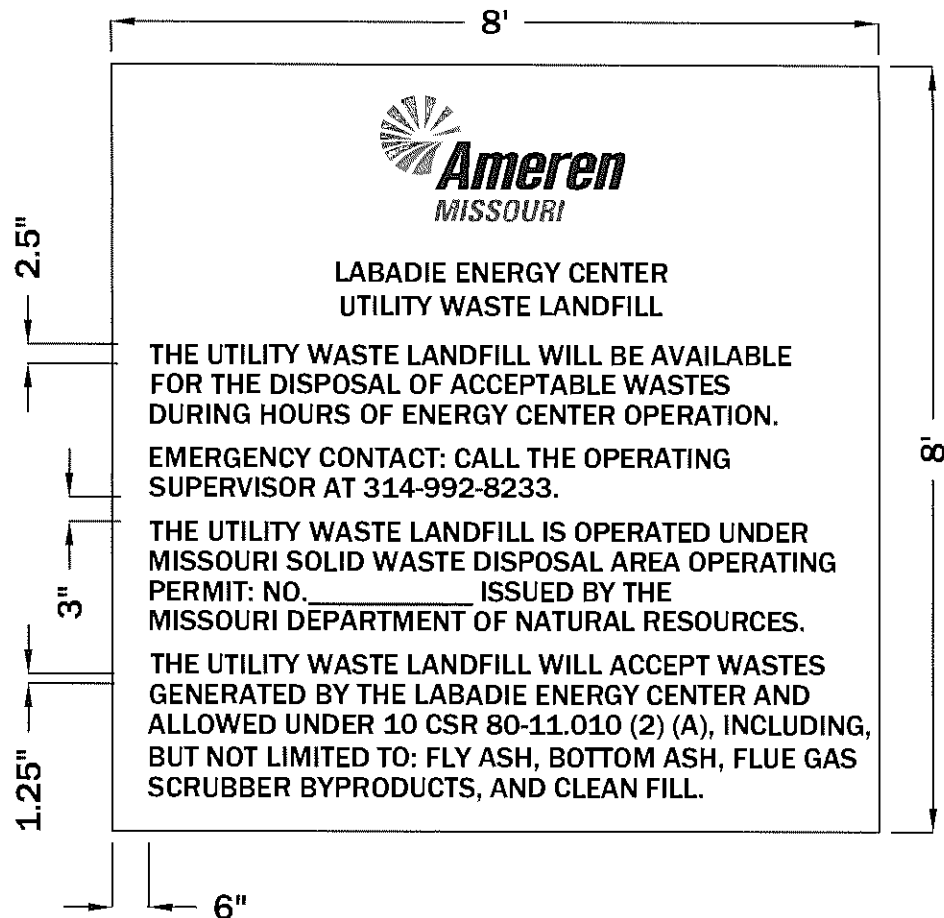 8'
Ameren
MISSOURI
LABADIE ENERGY CENTER
UTILITY WASTE LANDFILL
2.5"
THE UTILITY WASTE LANDFILL WILL BE AVAILABLE
FOR THE DISPOSAL OF ACCEPTABLE WASTES
DURING HOURS OF ENERGY CENTER OPERATION.
8'
EMERGENCY CONTACT: CALL THE OPERATING
SUPERVISOR AT 314-992-8233.
3"
THE UTILITY WASTE LANDFILL IS OPERATED UNDER
MISSOURI SOLID WASTE DISPOSAL AREA OPERATING
PERMIT: NO.___________ ISSUED BY THE
MISSOURI DEPARTMENT OF NATURAL RESOURCES.
1.25"
THE UTILITY WASTE LANDFILL WILL ACCEPT WASTES
GENERATED BY THE LABADIE ENERGY CENTER AND
ALLOWED UNDER 10 CSR 80-11.010 (2) (A), INCLUDING,
BUT NOT LIMITED TO: FLY ASH, BOTTOM ASH, FLUE GAS
SCRUBBER BYPRODUCTS, AND CLEAN FILL.
6"